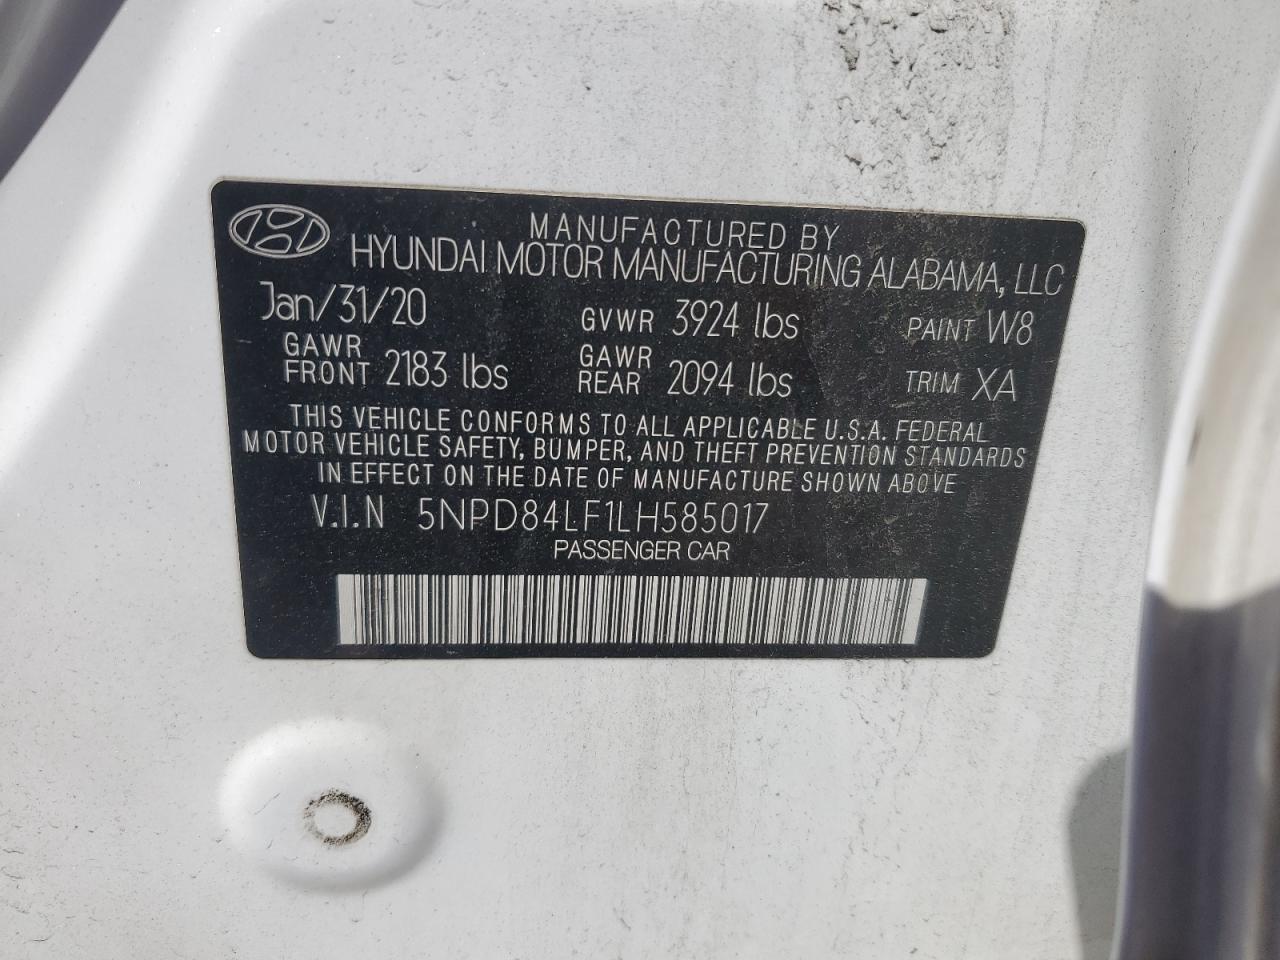 MANUFACTURED BY
HYUNDAI MOTOR MANUFACTURING ALABAMA, LLC
Jan/31/20 GVWR 3924 lbs PAINT W8
GAWR FRONT 2183 lbs GAWR REAR 2094 lbs TRIM XA
THIS VEHICLE CONFORMS TO ALL APPLICABLE U.S.A. FEDERAL
MOTOR VEHICLE SAFETY, BUMPER, AND THEFT PREVENTION STANDARDS
IN EFFECT ON THE DATE OF MANUFACTURE SHOWN ABOVE
V.I.N 5NPD84LF1LH585017
PASSENGER CAR